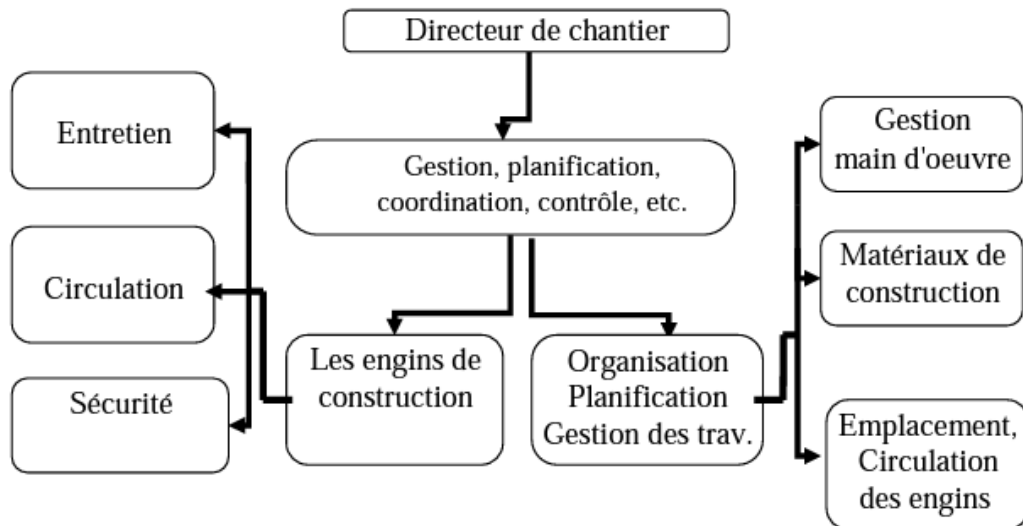 Directeur de chantier
Gestion, planification,
coordination, contrôle, etc.
Entretien
Circulation
Sécurité
Les engins de
construction
Organisation
Planification
Gestion des trav.
Gestion
main d'oeuvre
Matériaux de
construction
Emplacement,
Circulation
des engins